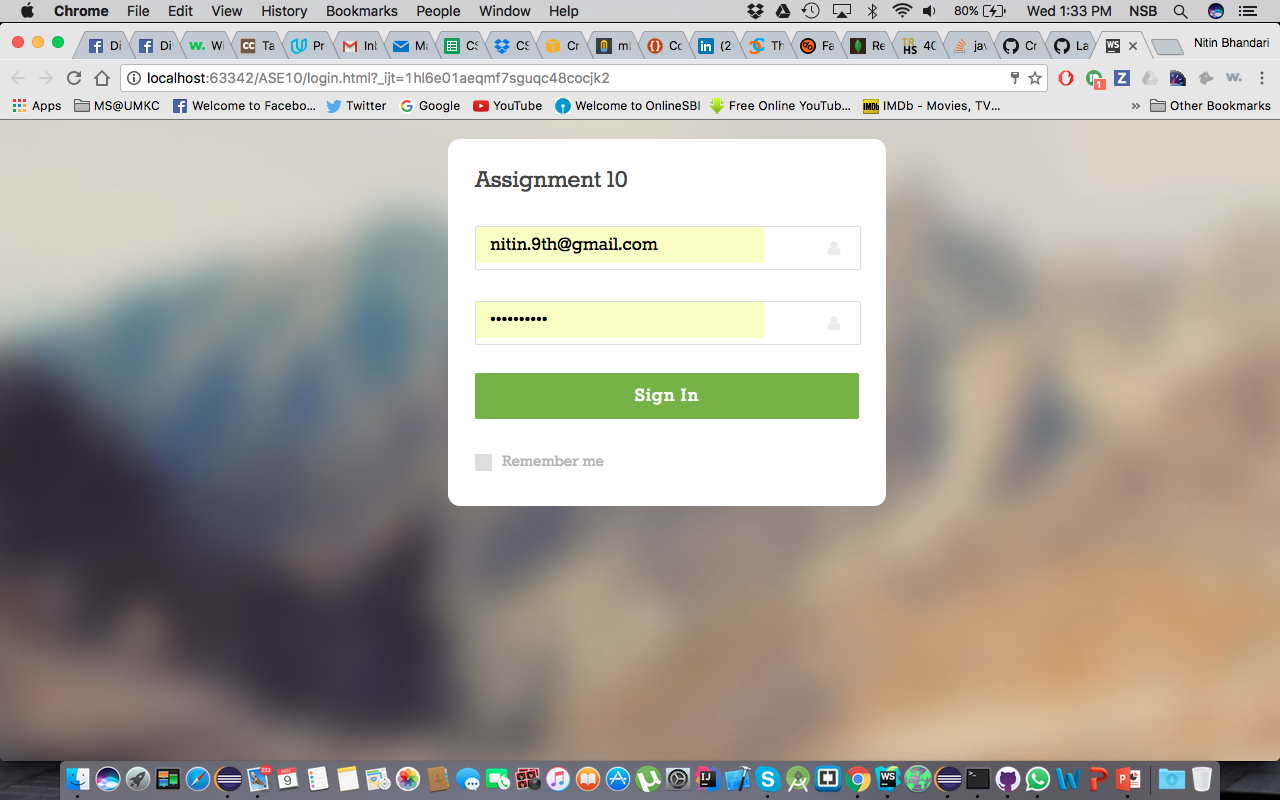 Chrome File Edit View History Bookmarks People Window Help 80% Wed 1:33 PM NSB
Di Di W Ta Pr Inl Ma CS CS Cr mi Co (2 Th Fa Re 4C jav Cr La Nitin Bhandari
localhost:63342/ASE10/login.html?_ijt=1hl6e01aeqmf7sguqc48cocjk2
Apps MS@UMKC Welcome to Facebo... Twitter Google YouTube Welcome to OnlineSBI Free Online YouTub... IMDb - Movies, TV... » Other Bookmarks
Assignment 10
nitin.9th@gmail.com
••••••••••
Sign In
Remember me